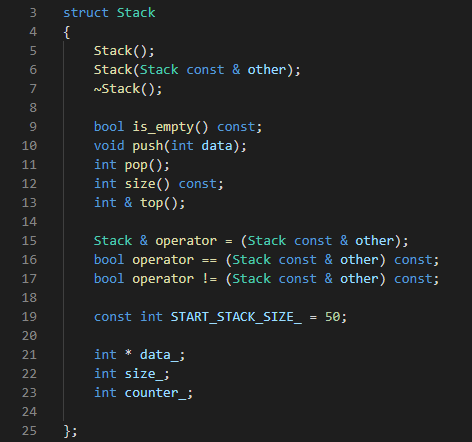 3 struct Stack
4 {
5     Stack();
6     Stack(Stack const & other);
7     ~Stack();
8
9     bool is_empty() const;
10     void push(int data);
11     int pop();
12     int size() const;
13     int & top();
14
15     Stack & operator = (Stack const & other);
16     bool operator == (Stack const & other) const;
17     bool operator != (Stack const & other) const;
18
19     const int START_STACK_SIZE_ = 50;
20
21     int * data_;
22     int size_;
23     int counter_;
24
25 };